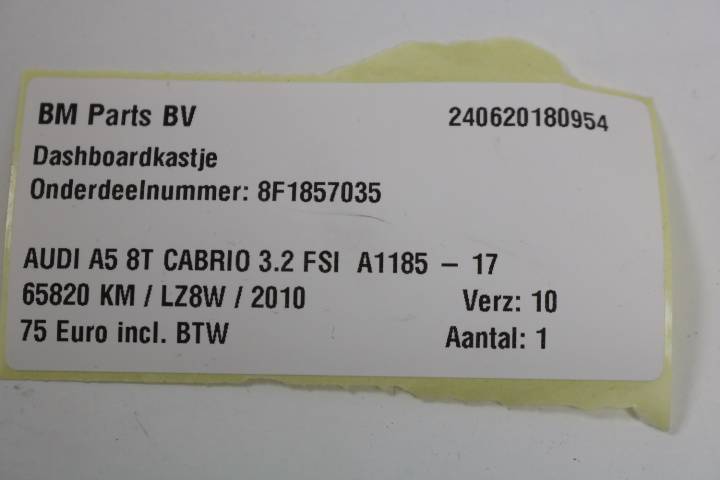 BM Parts BV 240620180954
Dashboardkastje
Onderdeelnummer: 8F1857035
AUDI A5 8T CABRIO 3.2 FSI A1185 – 17
65820 KM / LZ8W / 2010 Verz: 10
75 Euro incl. BTW Aantal: 1